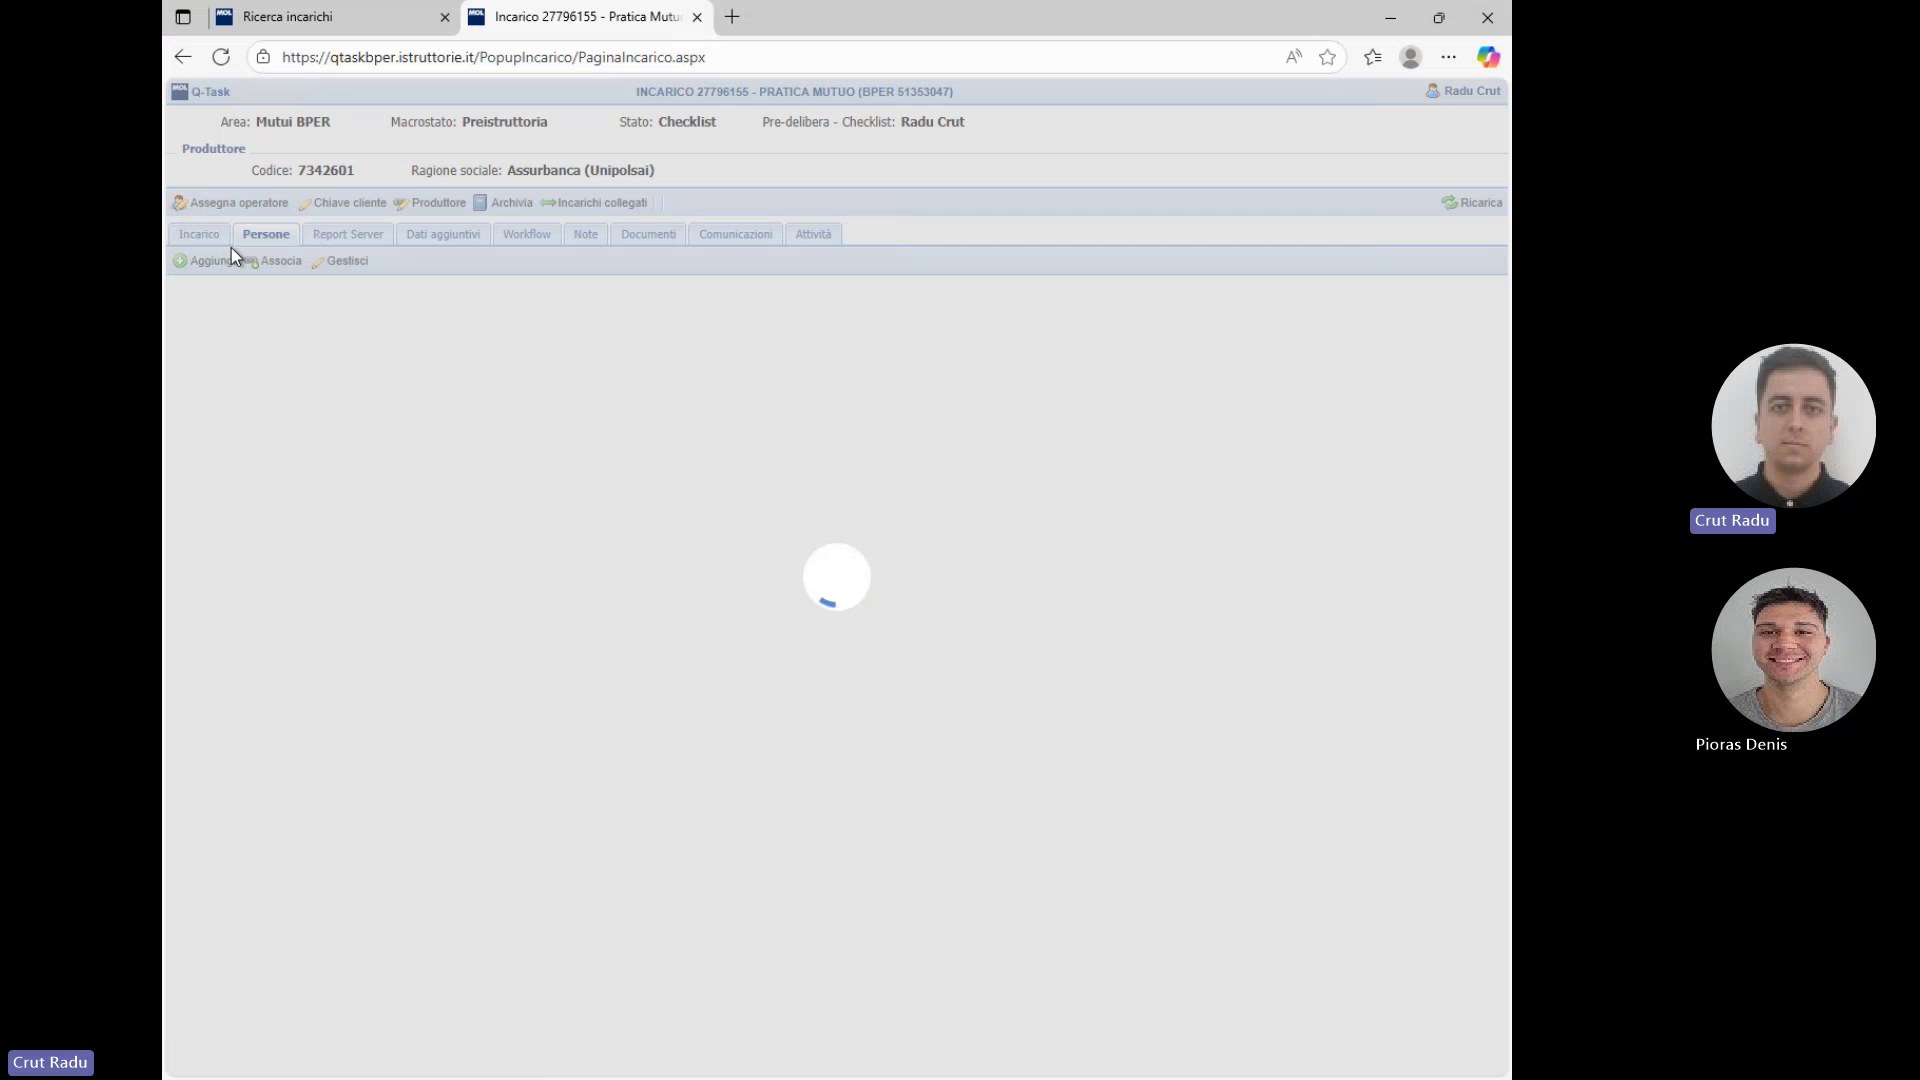 Ricerca incarichi
Incarico 27796155 - Pratica Mutu
https://qtaskbper.istruttorie.it/PopupIncarico/PaginaIncarico.aspx
MOL Q-Task
INCARICO 27796155 - PRATICA MUTUO (BPER 51353047)
Radu Crut
Area: Mutui BPER Macrostato: Preistruttoria Stato: Checklist Pre-delibera - Checklist: Radu Crut
Produttore
Codice: 7342601 Ragione sociale: Assurbanca (Unipolsai)
Assegna operatore Chiave cliente Produttore Archivia Incarichi collegati Ricarica
Incarico Persone Report Server Dati aggiuntivi Workflow Note Documenti Comunicazioni Attività
Aggiung Associa Gestisci
Crut Radu
Pioras Denis
Crut Radu